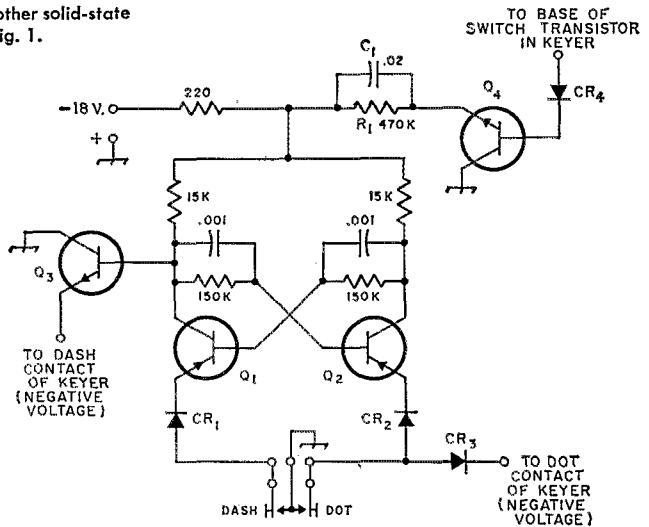 other solid-state
ig. 1.
TO BASE OF
SWITCH TRANSISTOR
IN KEYER
C1
.02
Q4
CR4
220
-18 V.
R1 470K
+
15K
15K
.001
.001
Q3
150K
150K
TO DASH
CONTACT
OF KEYER
(NEGATIVE
VOLTAGE)
Q1
Q2
CR1
CR2
CR3
TO DOT
CONTACT
OF KEYER
(NEGATIVE
VOLTAGE)
DASH
DOT